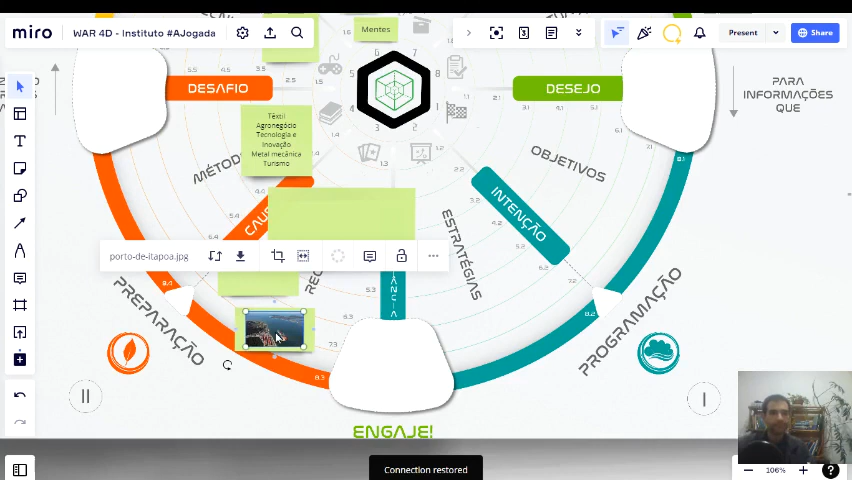 miro
WAR 4D - Instituto #AJogada
Mentes
Present
Share
DESAFIO
DESEJO
PARA
INFORMAÇÕES
QUE
Têxtil
Agronegócio
Tecnologia e
Inovação
Metal mecânica
Turismo
OBJETIVOS
INTENÇÃO
ESTRATÉGIAS
porto-de-itapoa.jpg
PREPARAÇÃO
PROGRAMAÇÃO
ENGAJE!
Connection restored
106%